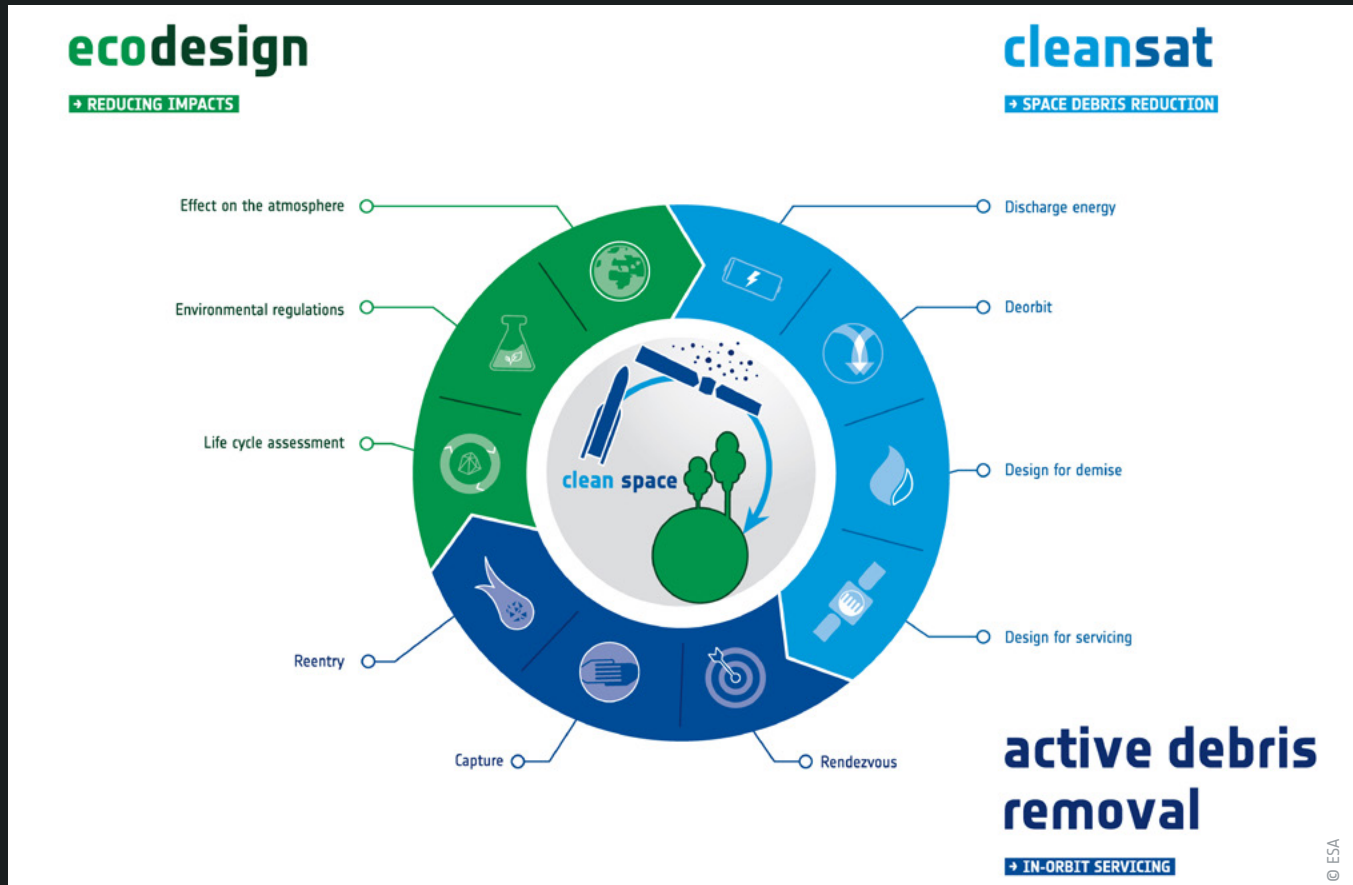 ecodesign
→ REDUCING IMPACTS
cleansat
→ SPACE DEBRIS REDUCTION
Effect on the atmosphere
Discharge energy
Environmental regulations
Deorbit
Life cycle assessment
Design for demise
clean space
Reentry
Design for servicing
Capture
Rendezvous
active debris
removal
→ IN-ORBIT SERVICING
© ESA